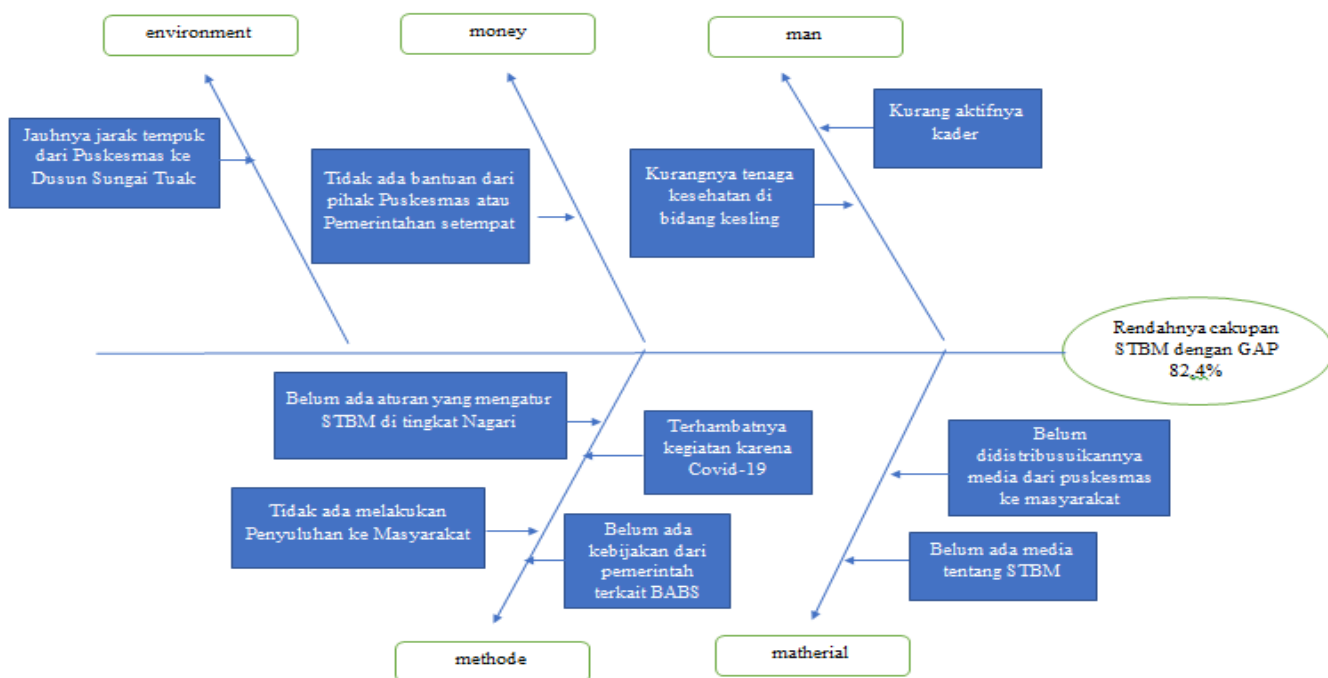 environment
money
man
Jauhnya jarak tempuk
dari Puskesmas ke
Dusun Sungai Tuak
Tidak ada bantuan dari
pihak Puskesmas atau
Pemerintahan setempat
Kurang aktifnya
kader
Kurangnya tenaga
kesehatan di
bidang kesling
Rendahnya cakupan
STBM dengan GAP
82,4%
Belum ada aturan yang mengatur
STBM di tingkat Nagari
Terhambatnya
kegiatan karena
Covid-19
Tidak ada melakukan
Penyuluhan ke Masyarakat
Belum ada
kebijakan dari
pemerintah
terkait BABS
Belum
didistribusuikannya
media dari puskesmas
ke masyarakat
Belum ada media
tentang STBM
methode
matherial